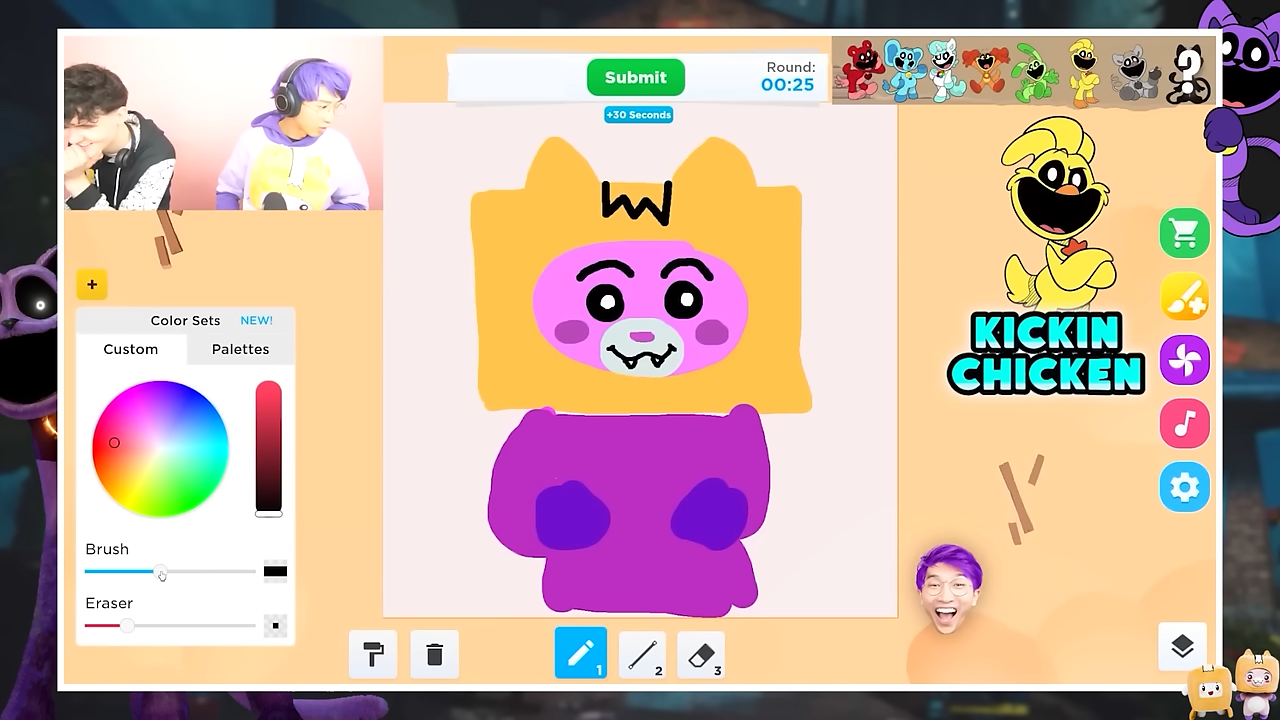 Submit
Round:
00:25
+30 Seconds
+
Color Sets NEW!
Custom Palettes
Brush
Eraser
1
2
3
?
KICKIN
CHICKEN